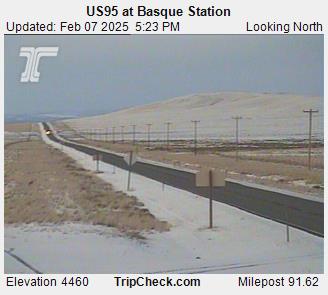 US95 at Basque Station
Updated: Feb 07 2025 5:23 PM Looking North
Elevation 4460 TripCheck.com Milepost 91.62